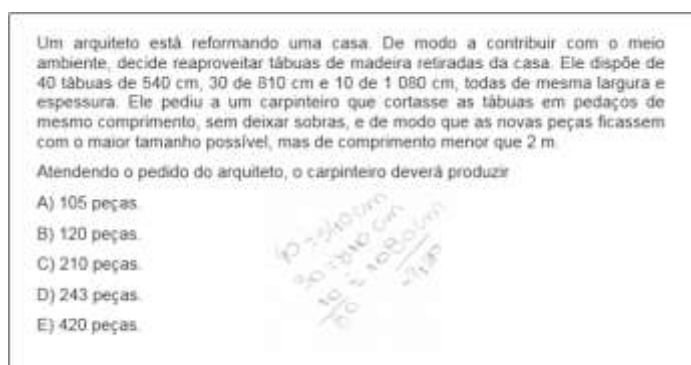 Um arquiteto está reformando uma casa. De modo a contribuir com o meio
ambiente, decide reaproveitar tábuas de madeira retiradas da casa. Ele dispõe de
40 tábuas de 540 cm, 30 de 810 cm e 10 de 1 080 cm, todas de mesma largura e
espessura. Ele pediu a um carpinteiro que cortasse as tábuas em pedaços de
mesmo comprimento, sem deixar sobras, e de modo que as novas peças ficassem
com o maior tamanho possível, mas de comprimento menor que 2 m.
Atendendo o pedido do arquiteto, o carpinteiro deverá produzir
A) 105 peças.
B) 120 peças.
C) 210 peças.
D) 243 peças.
E) 420 peças.